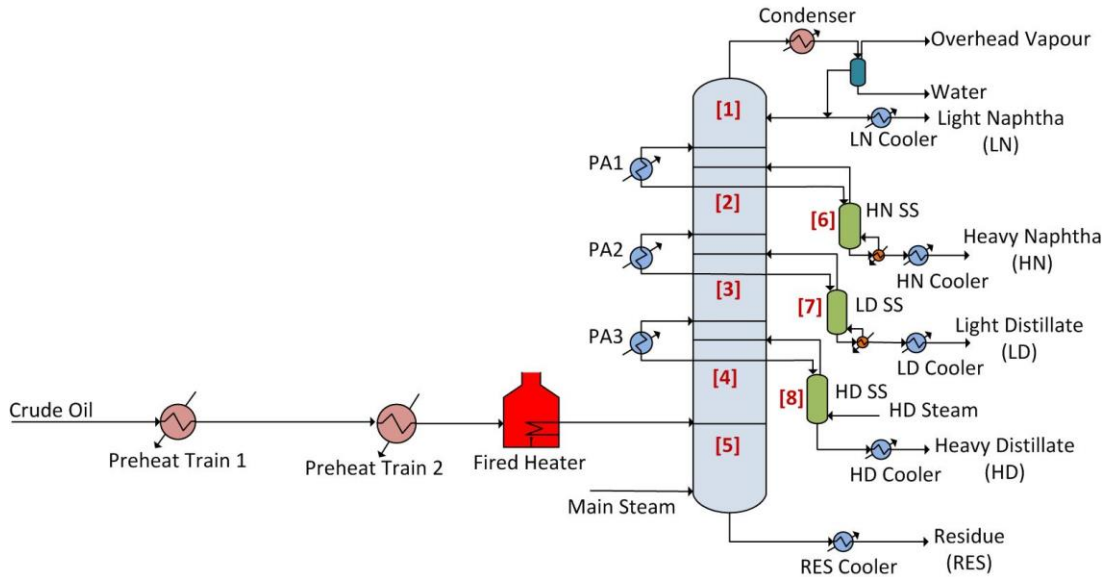 Condenser
Overhead Vapour
Water
[1]
Light Naphtha
(LN)
LN Cooler
PA1
[2]
[6]
HN SS
Heavy Naphtha
(HN)
HN Cooler
PA2
[3]
[7]
LD SS
Light Distillate
(LD)
LD Cooler
PA3
[4]
[8]
HD SS
HD Steam
Crude Oil
Preheat Train 1
Preheat Train 2
Fired Heater
[5]
Heavy Distillate
(HD)
HD Cooler
Main Steam
Residue
(RES)
RES Cooler